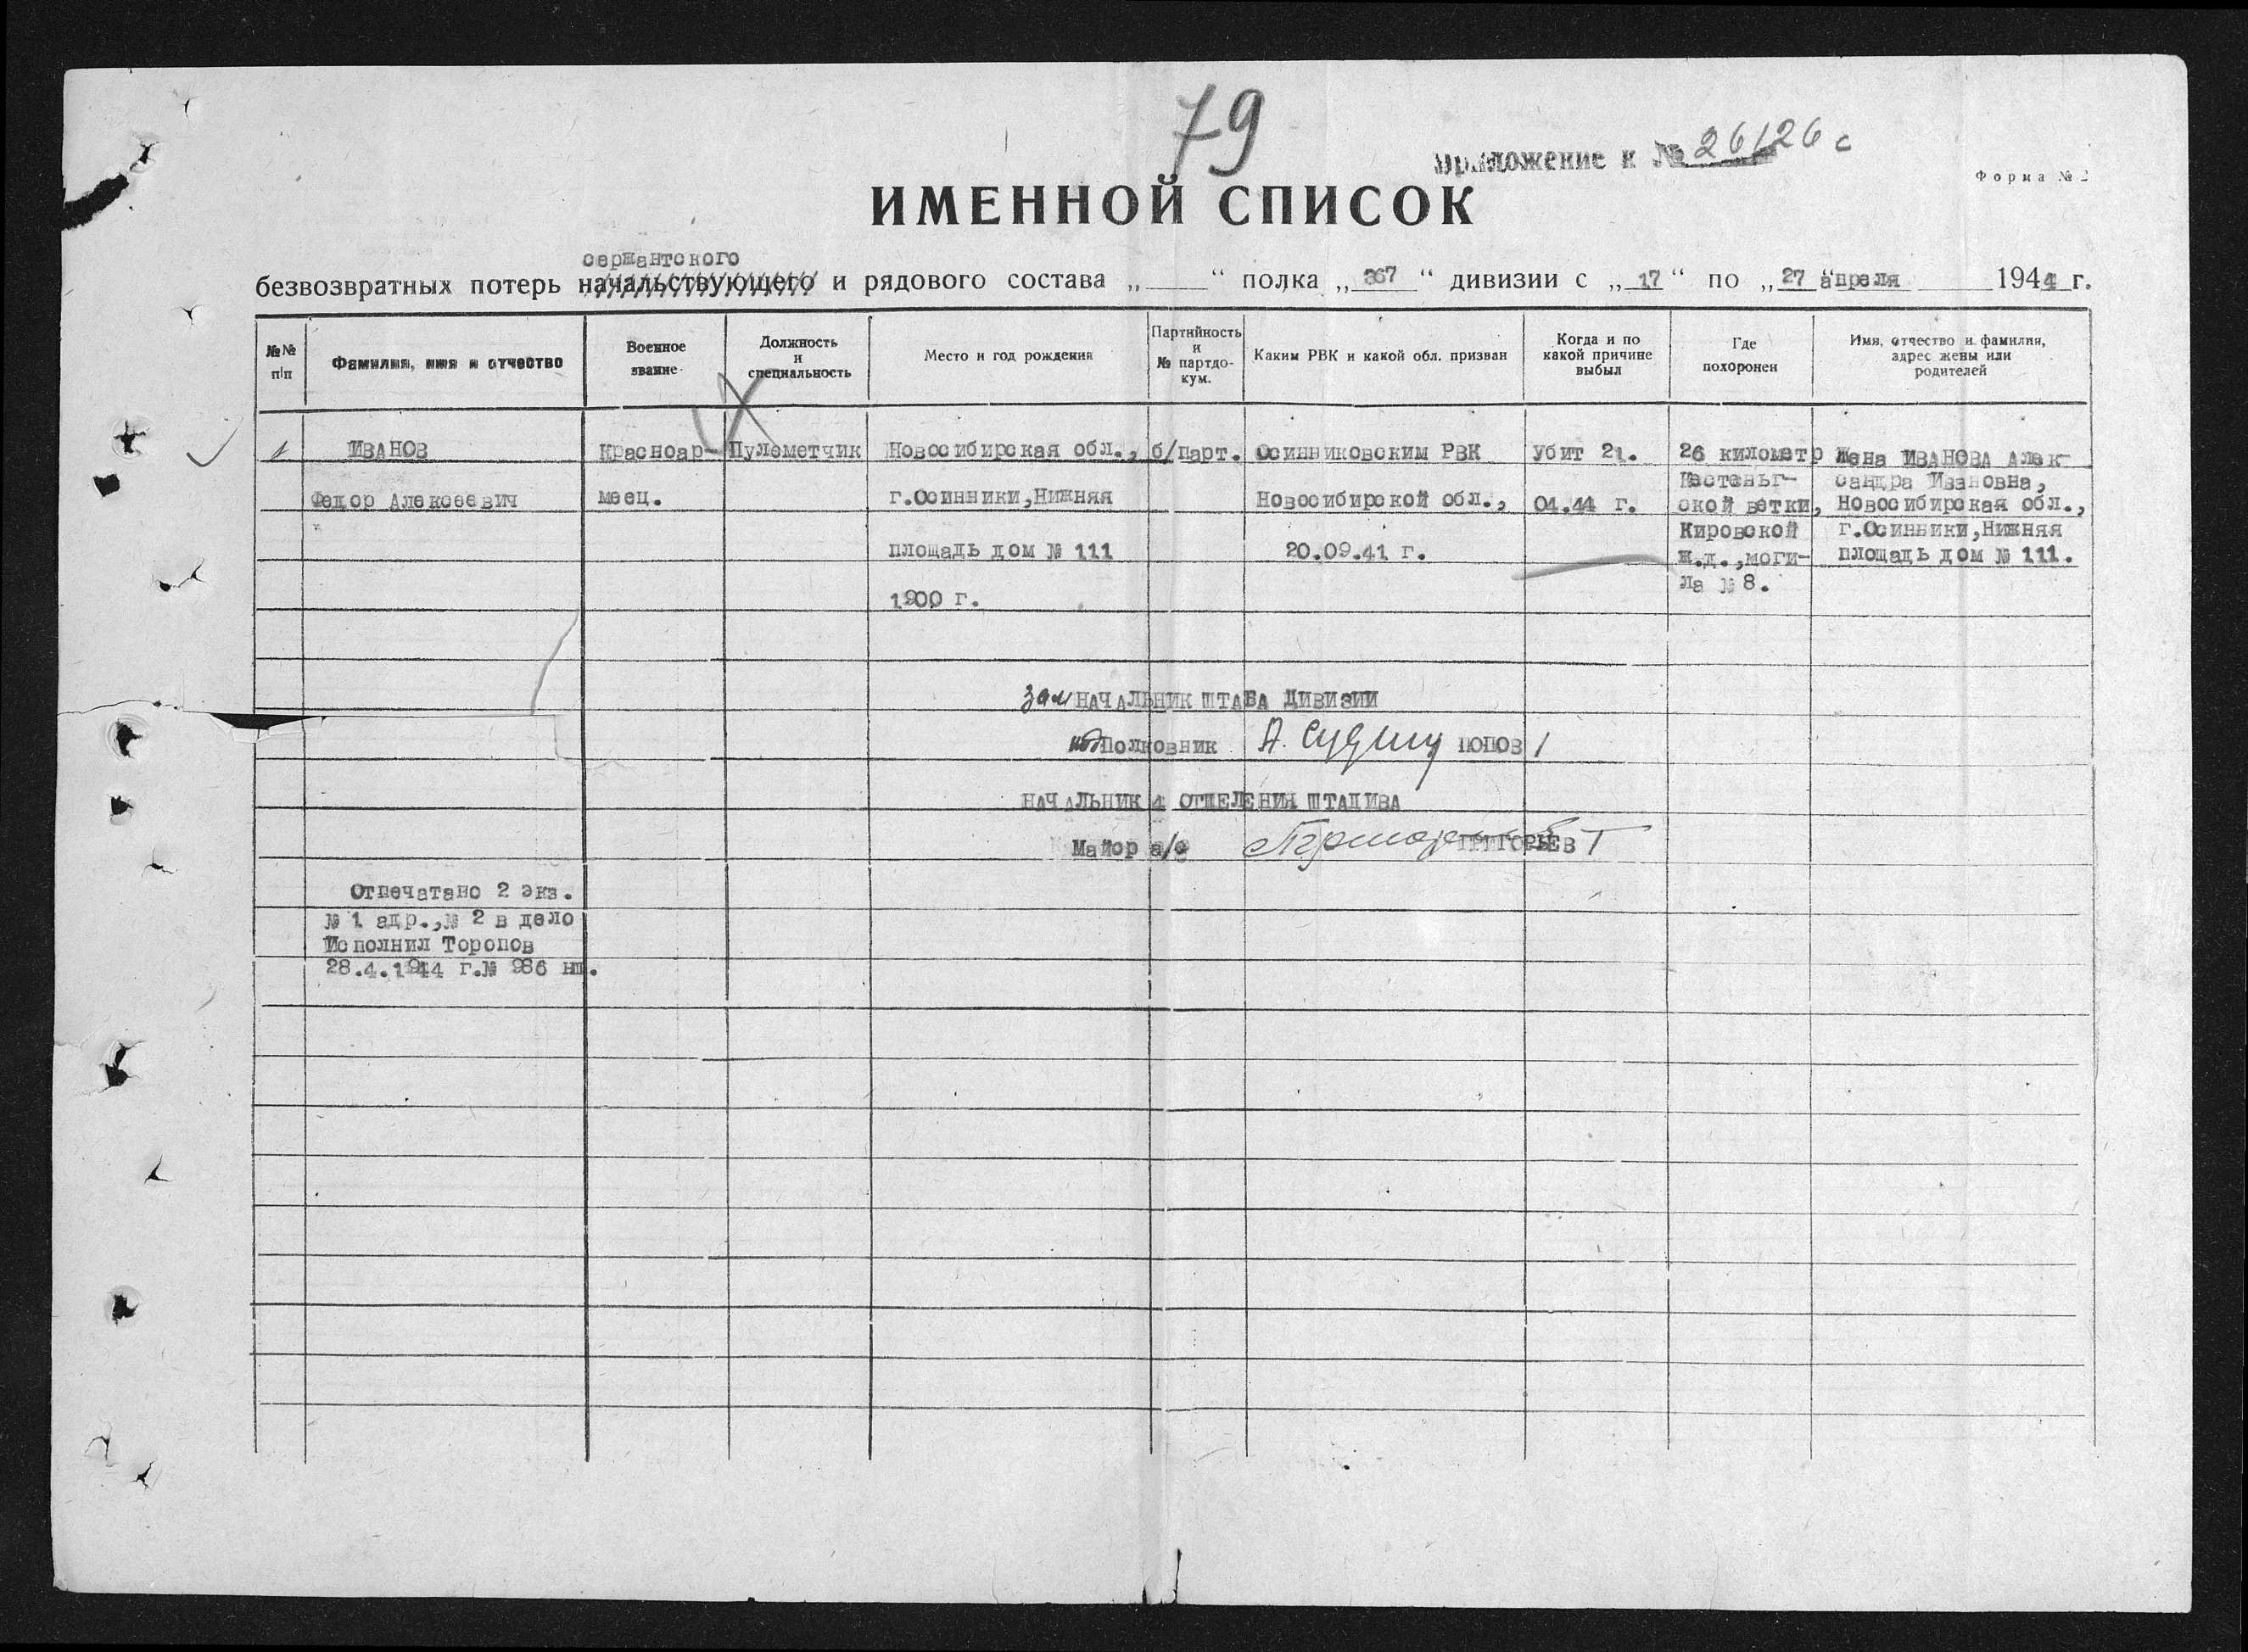 79
Приложение к № 26126 с
Форма № 2
ИМЕННОЙ СПИСОК
сержантского
безвозвратных потерь начальствующего и рядового состава „ “ полка „ 367 “ дивизии с „ 17 “ по „ 27 “ апреля 1944 г.
№№ п/п
Фамилия, имя и отчество
Военное звание
Должность и специальность
Место и год рождения
Партийность и № партдокум.
Каким РВК и какой обл. призван
Когда и по какой причине выбыл
Где похоронен
Имя, отчество и фамилия, адрес жены или родителей
1
ИВАНОВ
Федор Алексеевич
Красноар-
меец.
Пулеметчик
Новосибирская обл.,
г.Осинники,Нижняя
площадь дом № 111
1900 г.
б/парт.
Осинниковским РВК
Новосибирской обл.,
20.09.41 г.
Убит 21.
04.44 г.
26 километр
Кестеньг-
ской ветки,
Кировской
ж.д.,моги-
ла № 8.
Жена ИВАНОВА Алек-
сандра Ивановна,
Новосибирская обл.,
г.Осинники,Нижняя
площадь дом № 111.
Зам НАЧАЛЬНИК ШТАБА ДИВИЗИИ
подполковник ПОПОВ /
НАЧАЛЬНИК 4 ОТДЕЛЕНИЯ ШТАДИВА
Майор а/с ГРИГОРЬЕВ
Отпечатано 2 экз.
№ 1 адр.,№ 2 в дело
Исполнил Торопов
28.4.1944 г.№ 986 нш.